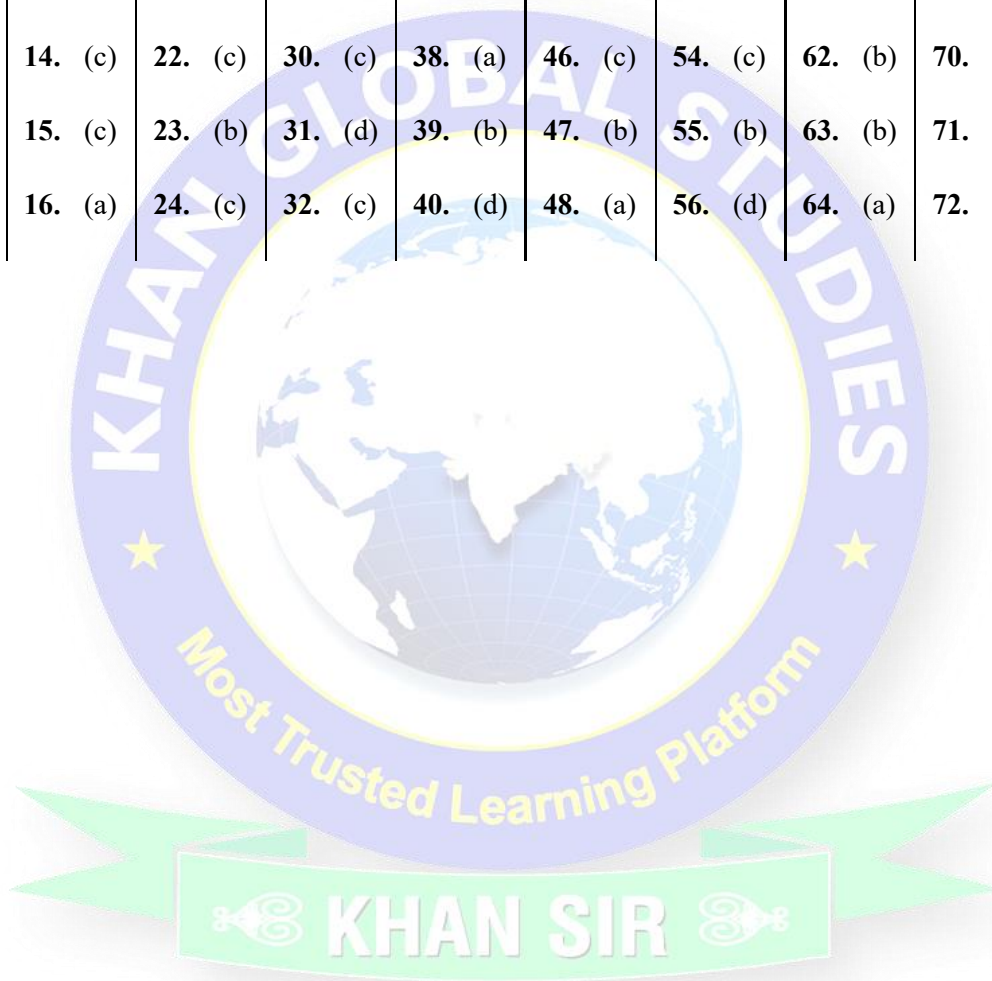 14. (c) 22. (c) 30. (c) 38. (a) 46. (c) 54. (c) 62. (b) 70.
15. (c) 23. (b) 31. (d) 39. (b) 47. (b) 55. (b) 63. (b) 71.
16. (a) 24. (c) 32. (c) 40. (d) 48. (a) 56. (d) 64. (a) 72.
KHAN GLOBAL STUDIES
Most Trusted Learning Platform
KHAN SIR